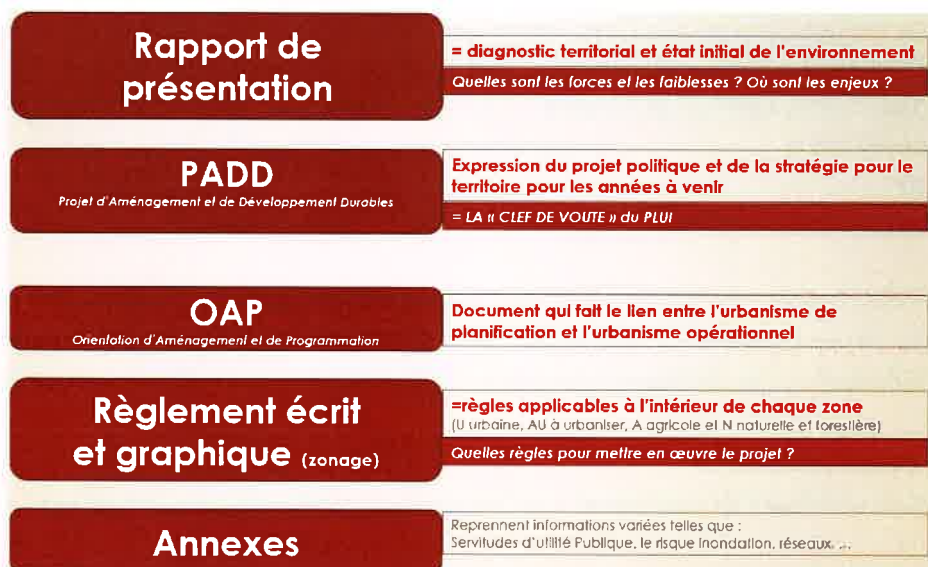 Rapport de
présentation
= diagnostic territorial et état initial de l'environnement
Quelles sont les forces et les faiblesses ? Où sont les enjeux ?
PADD
Projet d'Aménagement et de Développement Durables
Expression du projet politique et de la stratégie pour le
territoire pour les années à venir
= LA « CLEF DE VOUTE » du PLUI
OAP
Orientation d'Aménagement et de Programmation
Document qui fait le lien entre l'urbanisme de
planification et l'urbanisme opérationnel
Règlement écrit
et graphique (zonage)
=règles applicables à l'intérieur de chaque zone
(U urbaine, AU à urbaniser, A agricole et N naturelle et forestière)
Quelles règles pour mettre en œuvre le projet ?
Annexes
Reprennent informations variées telles que :
Servitudes d'utilité Publique, le risque inondation, réseaux, ...